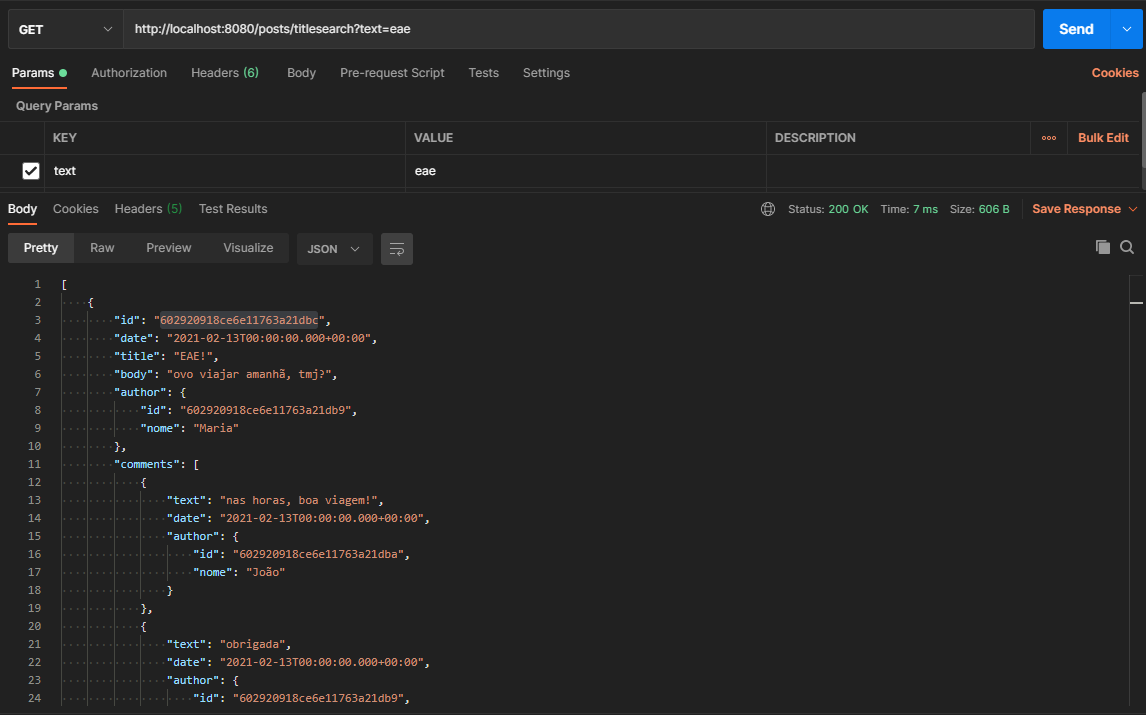 GET http://localhost:8080/posts/titlesearch?text=eae Send
Params Authorization Headers (6) Body Pre-request Script Tests Settings Cookies
Query Params
KEY VALUE DESCRIPTION Bulk Edit
text eae
Body Cookies Headers (5) Test Results Status: 200 OK Time: 7 ms Size: 606 B Save Response
Pretty Raw Preview Visualize JSON
1 [
2 {
3 "id": "602920918ce6e11763a21dbc",
4 "date": "2021-02-13T00:00:00.000+00:00",
5 "title": "EAE!",
6 "body": "ovo viajar amanhã, tmj?",
7 "author": {
8 "id": "602920918ce6e11763a21db9",
9 "nome": "Maria"
10 },
11 "comments": [
12 {
13 "text": "nas horas, boa viagem!",
14 "date": "2021-02-13T00:00:00.000+00:00",
15 "author": {
16 "id": "602920918ce6e11763a21dba",
17 "nome": "João"
18 }
19 },
20 {
21 "text": "obrigada",
22 "date": "2021-02-13T00:00:00.000+00:00",
23 "author": {
24 "id": "602920918ce6e11763a21db9",